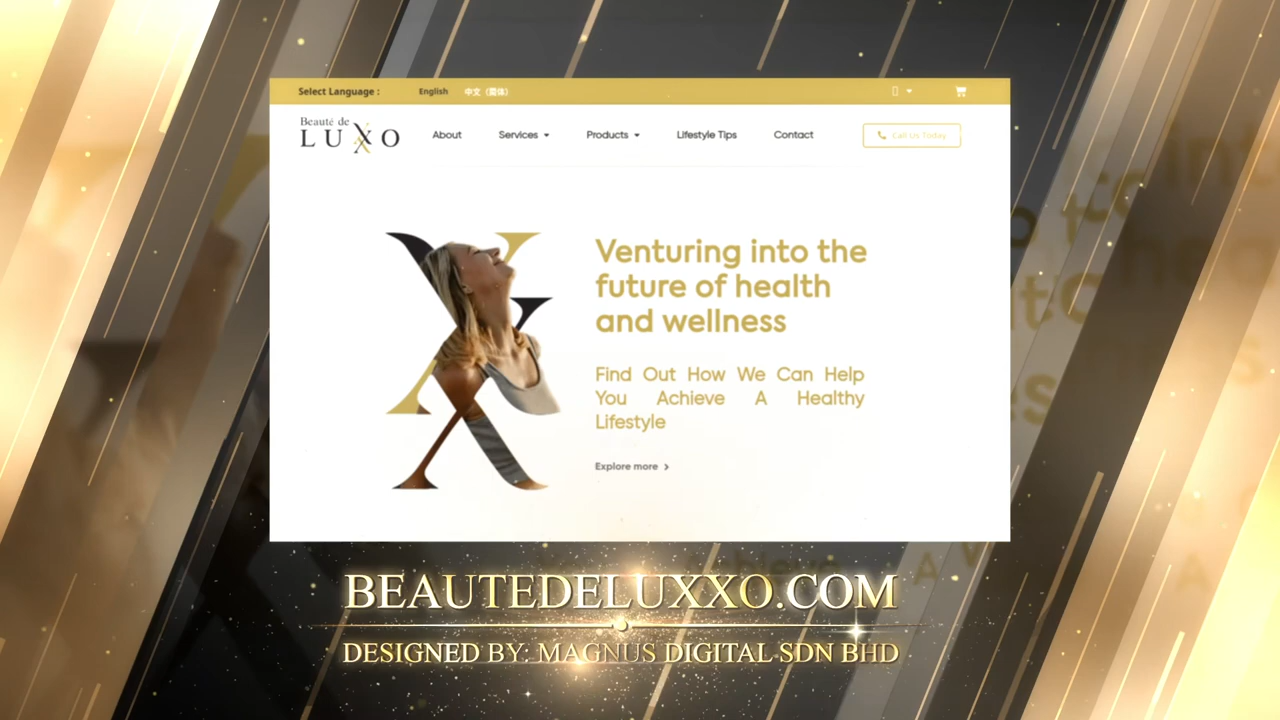 Select Language :
English
中文 (简体)
Beauté de
LUXO
About
Services
Products
Lifestyle Tips
Contact
Call Us Today
Venturing into the
future of health
and wellness
Find Out How We Can Help
You Achieve A Healthy
Lifestyle
Explore more
BEAUTEDELUXXO.COM
DESIGNED BY: MAGNUS DIGITAL SDN BHD